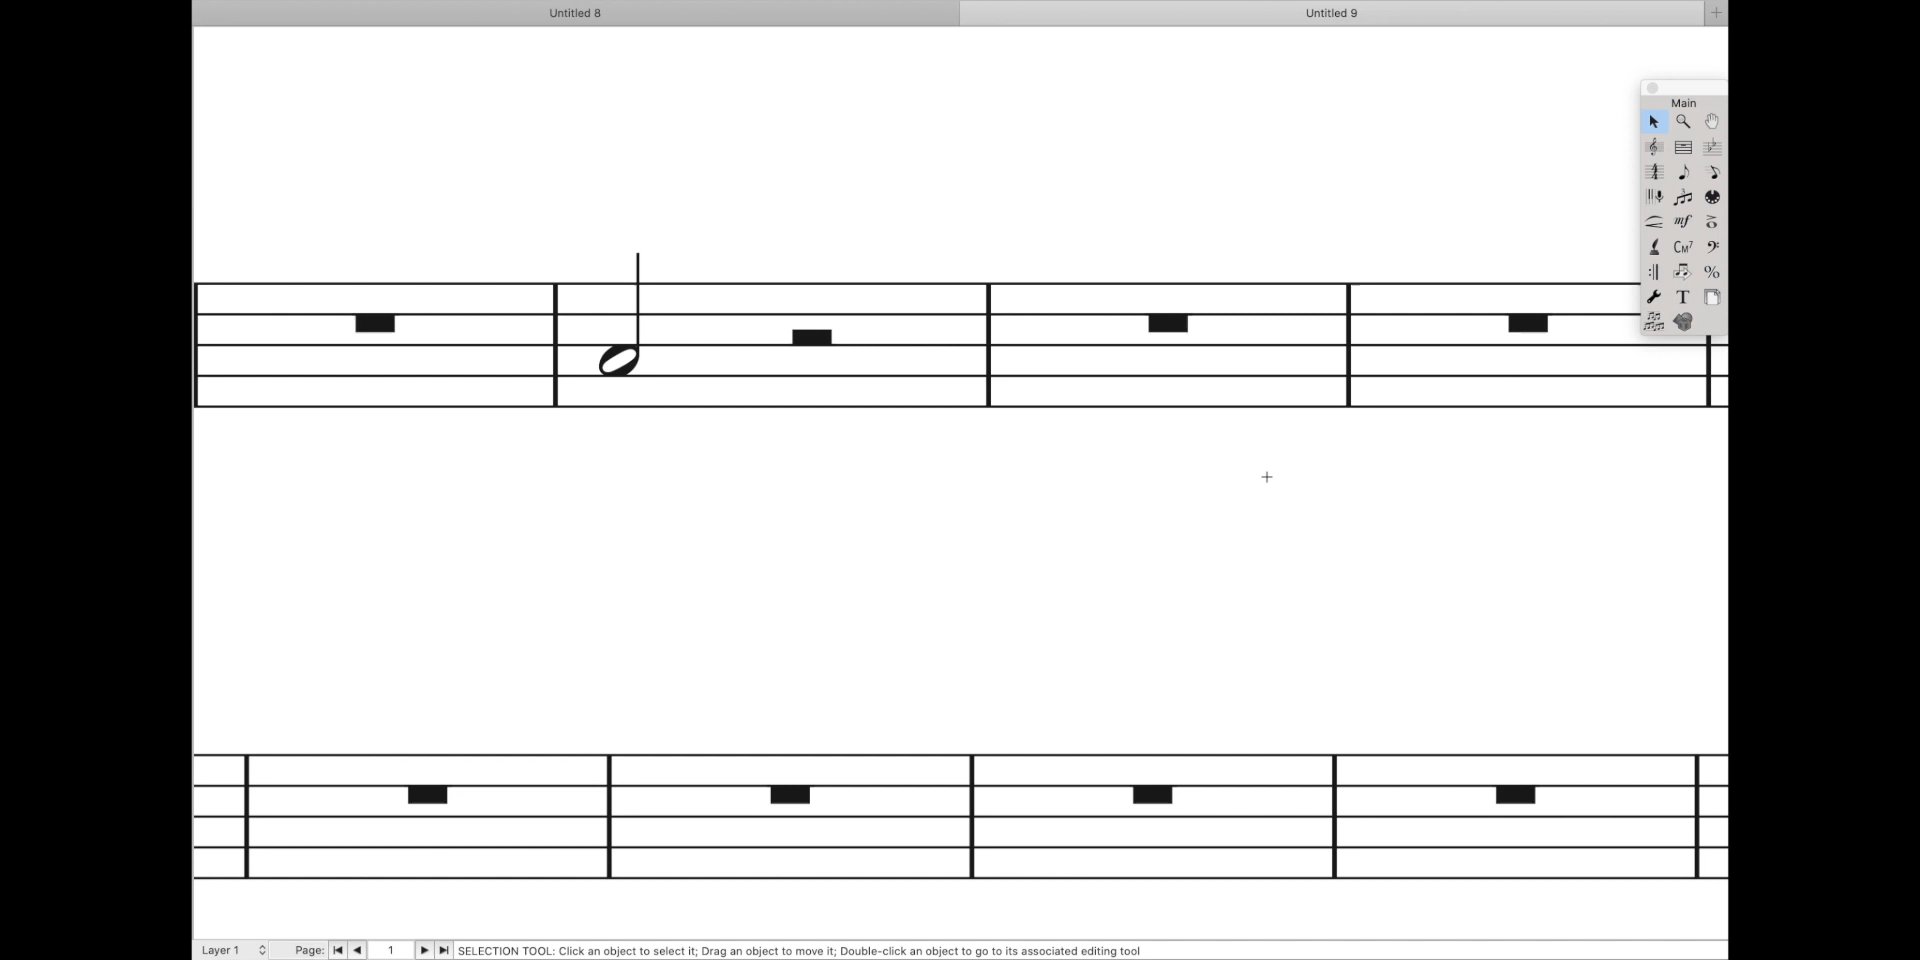 Untitled 8
Untitled 9
Main
mf
CM7
%
T
Layer 1
Page:
1
SELECTION TOOL: Click an object to select it; Drag an object to move it; Double-click an object to go to its associated editing tool